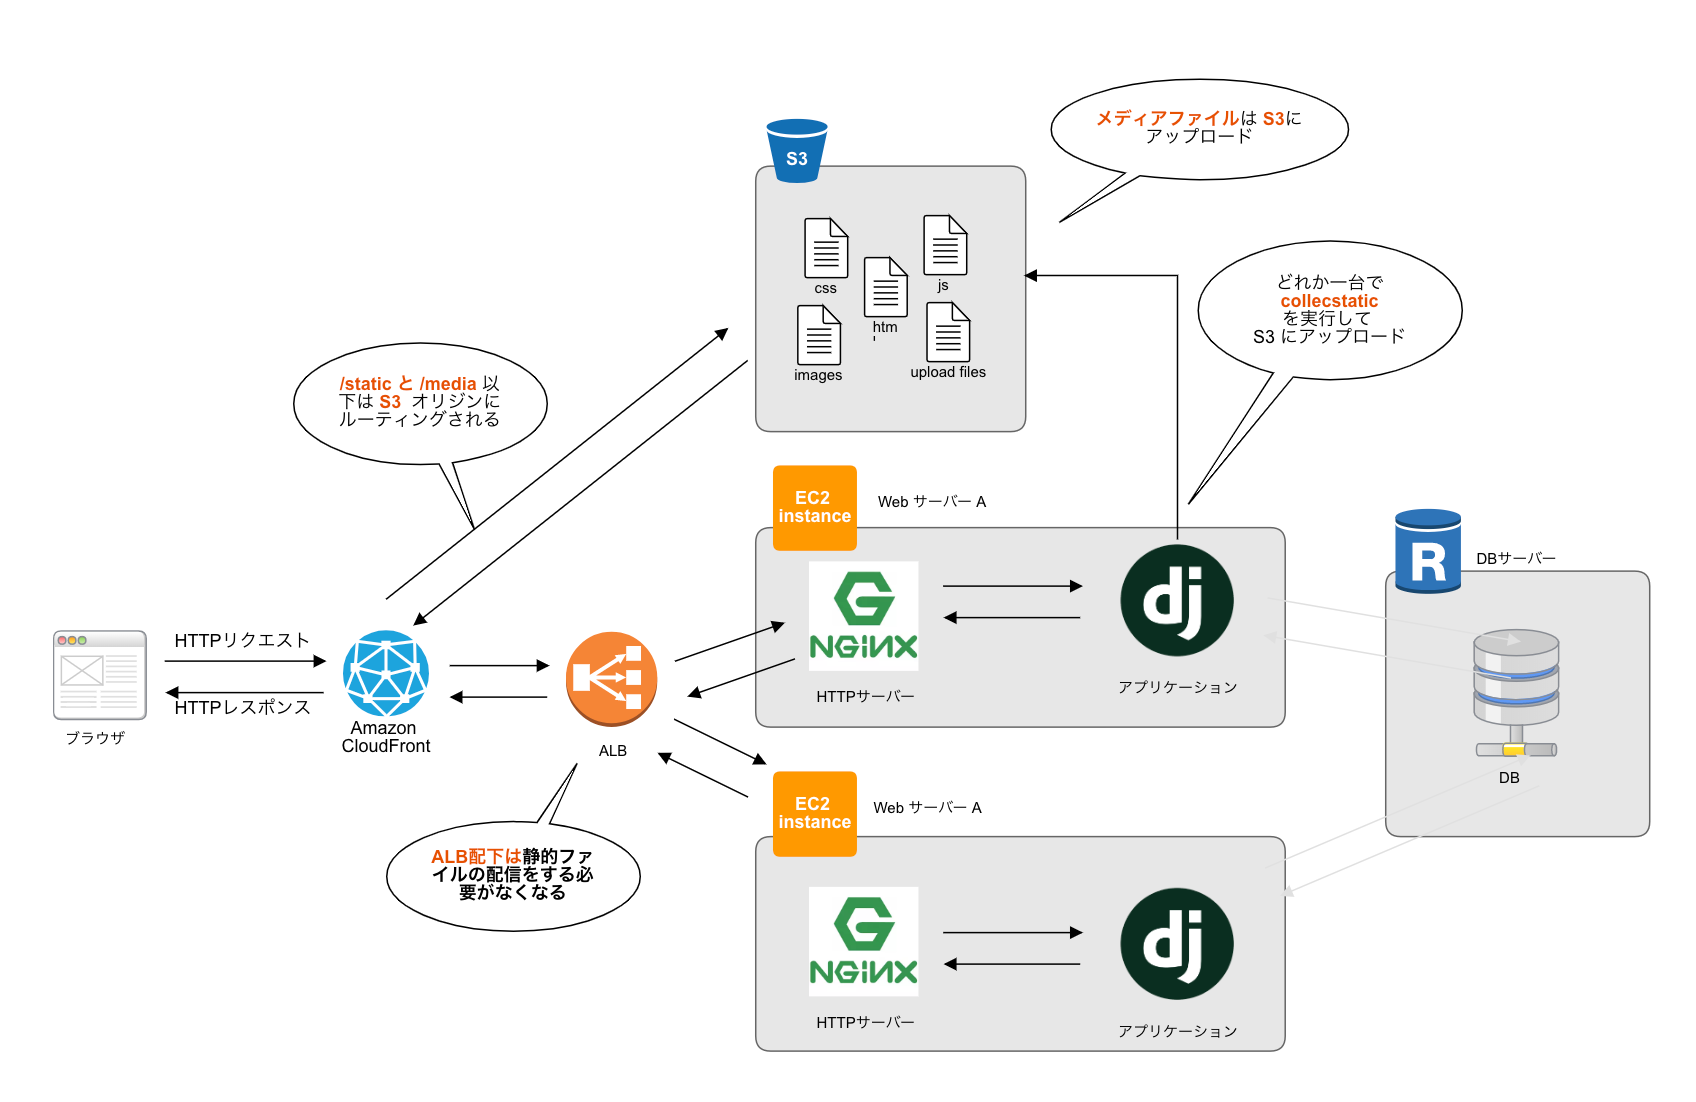 メディアファイルは S3に
アップロード
S3
css
js
htm
l
images
upload files
どれか一台で
collecstatic
を実行して
S3 にアップロード
/static と /media 以
下は S3 オリジンに
ルーティングされる
EC2
instance
Web サーバー A
NGiNX
HTTPサーバー
dj
アプリケーション
R
DBサーバー
DB
HTTPリクエスト
HTTPレスポンス
ブラウザ
Amazon
CloudFront
ALB
ALB配下は静的ファ
イルの配信をする必
要がなくなる
EC2
instance
Web サーバー A
NGiNX
HTTPサーバー
dj
アプリケーション